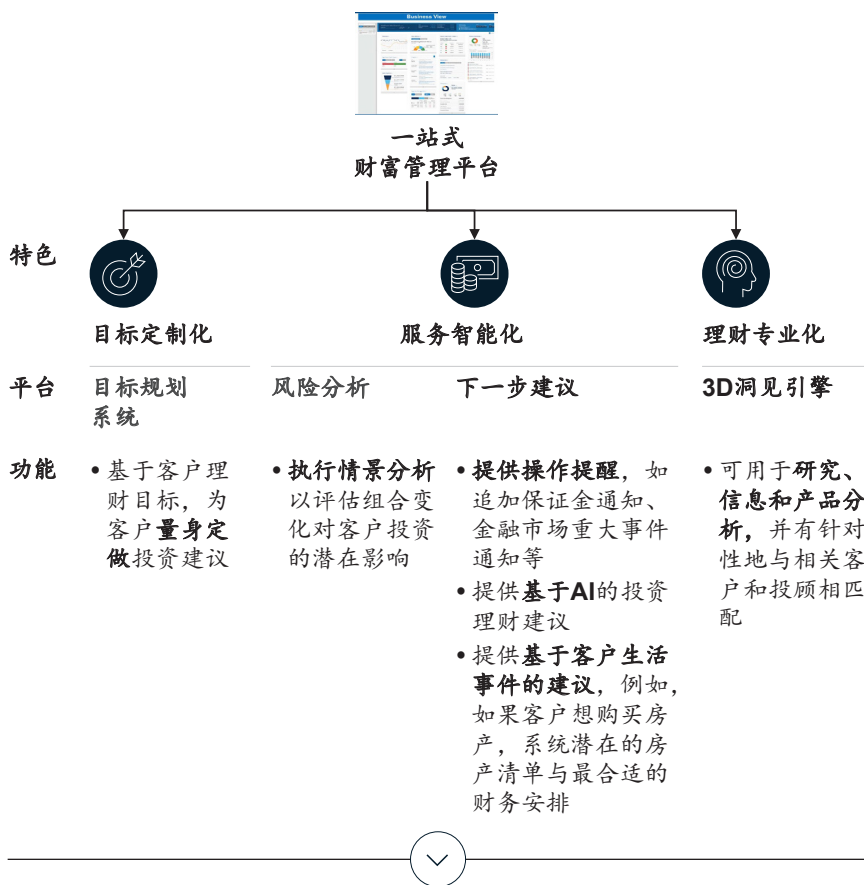 Business View
一站式
财富管理平台
特色
目标定制化
服务智能化
理财专业化
平台
目标规划
系统
风险分析
下一步建议
3D洞见引擎
功能
• 基于客户理
财目标，为
客户量身定
做投资建议
• 执行情景分析
以评估组合变
化对客户投资
的潜在影响
• 提供操作提醒，如
追加保证金通知、
金融市场重大事件
通知等
• 提供基于AI的投资
理财建议
• 提供基于客户生活
事件的建议，例如，
如果客户想购买房
产，系统潜在的房
产清单与最合适的
财务安排
• 可用于研究、
信息和产品分
析，并有针对
性地与相关客
户和投顾相匹
配